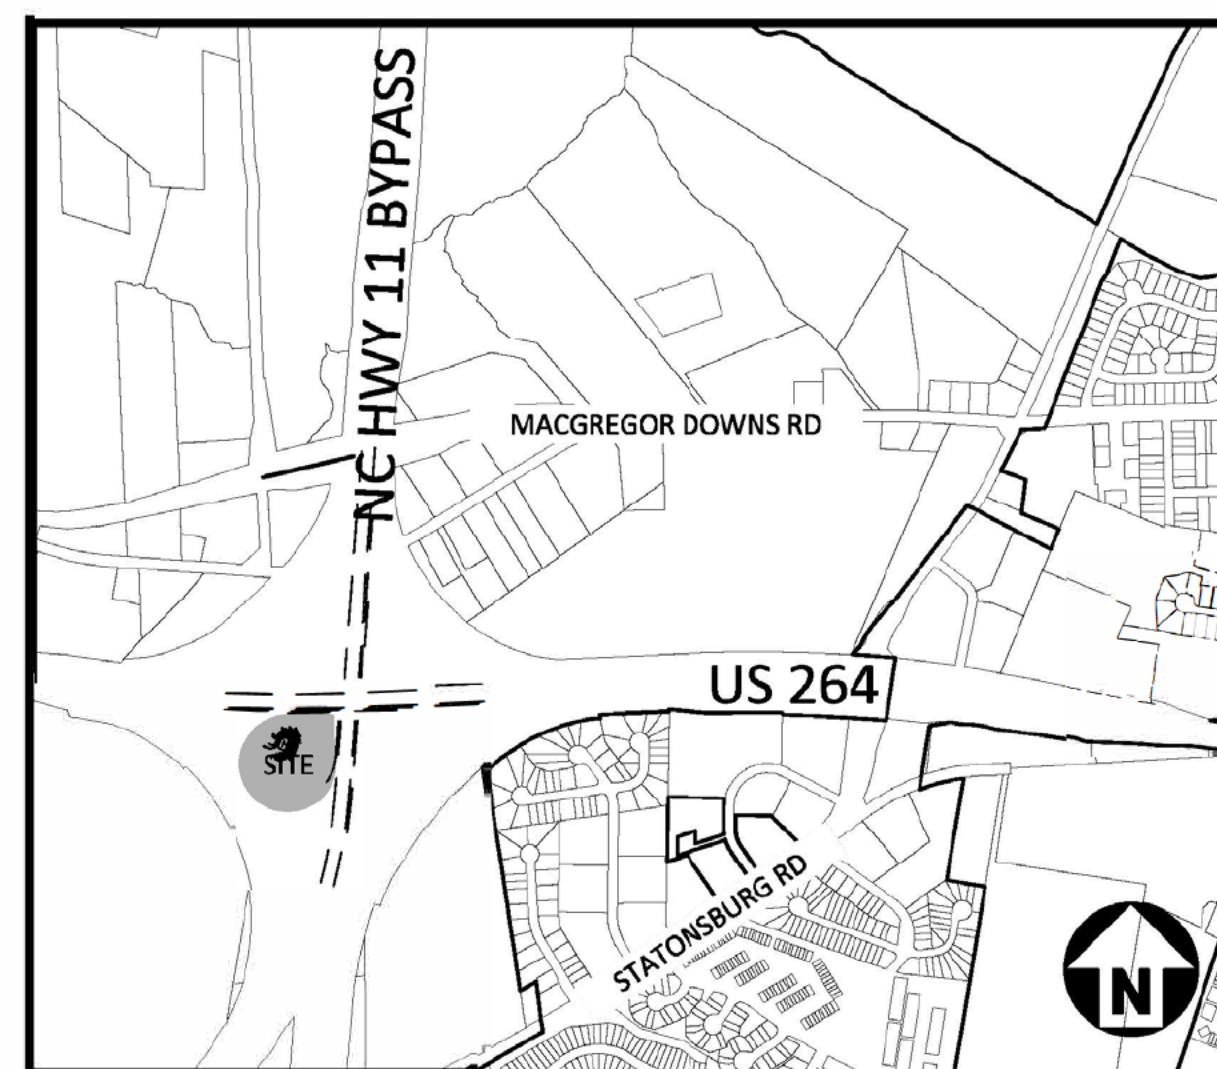 NC HWY 11 BYPASS
MACGREGOR DOWNS RD
US 264
SITE
STATONSBURG RD
N